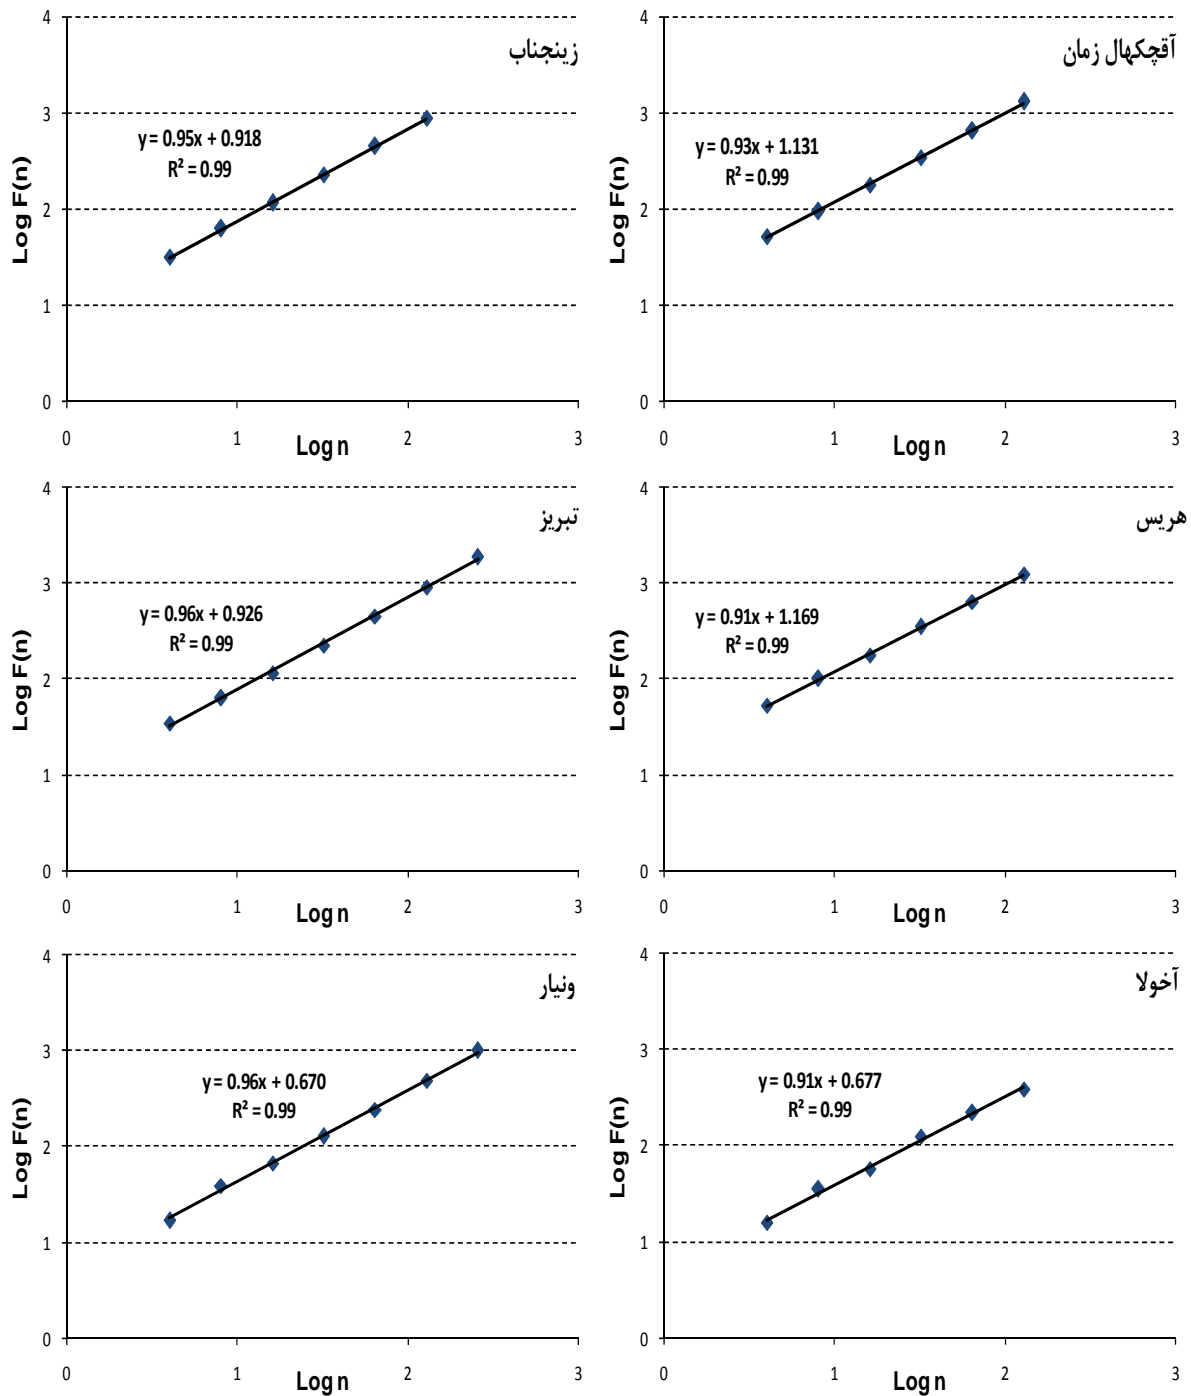 زینجناب
y = 0.95x + 0.918
R² = 0.99
Log F(n)
4
3
2
1
0
0 1 2 3
Log n
آقچکهال زمان
y = 0.93x + 1.131
R² = 0.99
Log F(n)
4
3
2
1
0
0 1 2 3
Log n
تبریز
y = 0.96x + 0.926
R² = 0.99
Log F(n)
4
3
2
1
0
0 1 2 3
Log n
هریس
y = 0.91x + 1.169
R² = 0.99
Log F(n)
4
3
2
1
0
0 1 2 3
Log n
ونیار
y = 0.96x + 0.670
R² = 0.99
Log F(n)
4
3
2
1
0
0 1 2 3
Log n
آخولا
y = 0.91x + 0.677
R² = 0.99
Log F(n)
4
3
2
1
0
0 1 2 3
Log n